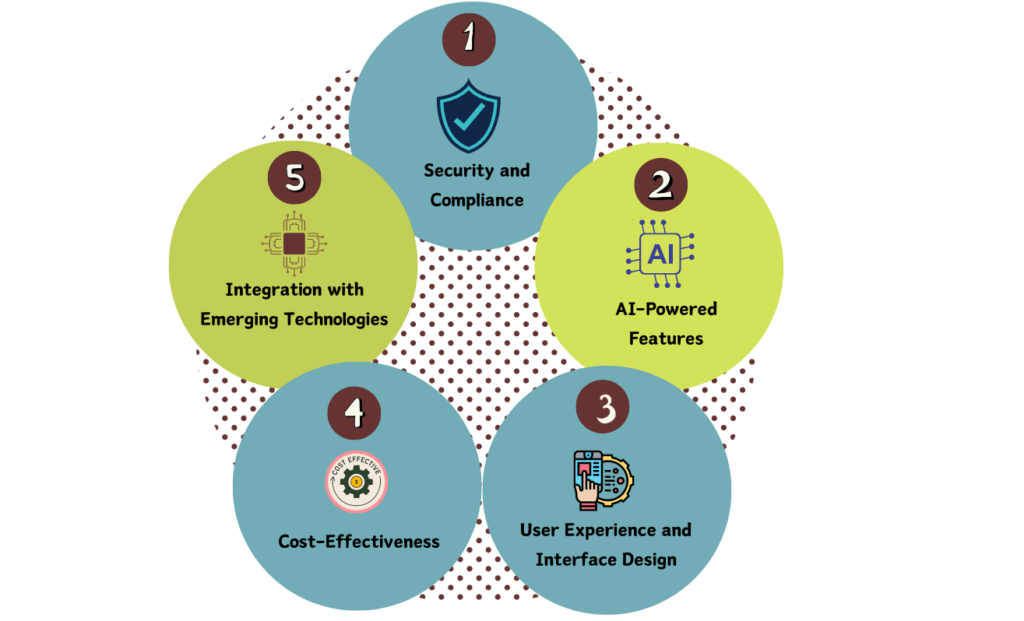 1
Security and
Compliance
2
AI
AI-Powered
Features
3
User Experience and
Interface Design
4
COST EFFECTIVE
$
Cost-Effectiveness
5
Integration with
Emerging Technologies